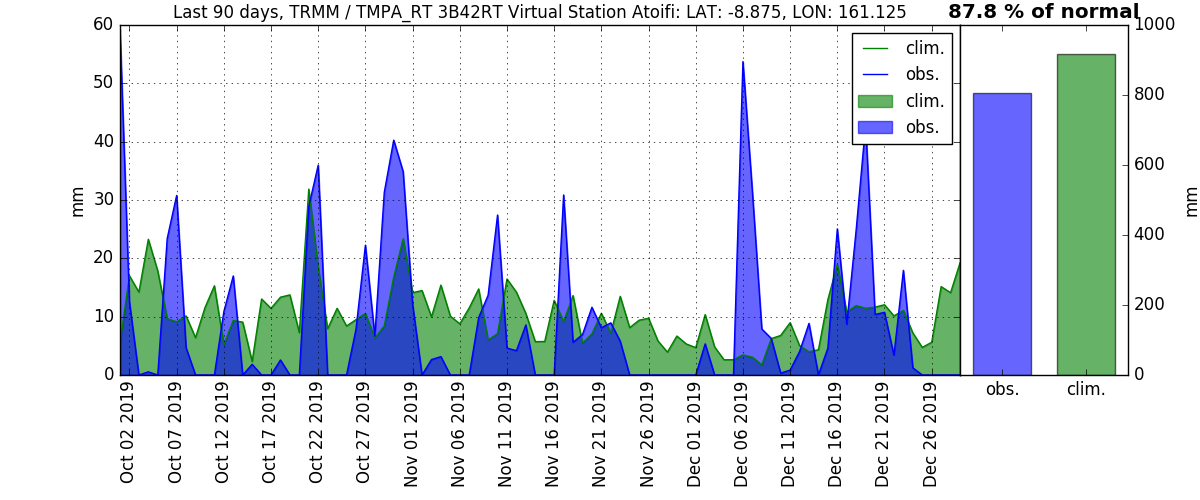 Last 90 days, TRMM / TMPA_RT 3B42RT Virtual Station Atoifi: LAT: -8.875, LON: 161.125
87.8 % of normal
60
50
40
30
20
10
0
mm
clim.
obs.
clim.
obs.
1000
800
600
400
200
0
mm
Oct 02 2019
Oct 07 2019
Oct 12 2019
Oct 17 2019
Oct 22 2019
Oct 27 2019
Nov 01 2019
Nov 06 2019
Nov 11 2019
Nov 16 2019
Nov 21 2019
Nov 26 2019
Dec 01 2019
Dec 06 2019
Dec 11 2019
Dec 16 2019
Dec 21 2019
Dec 26 2019
obs.
clim.